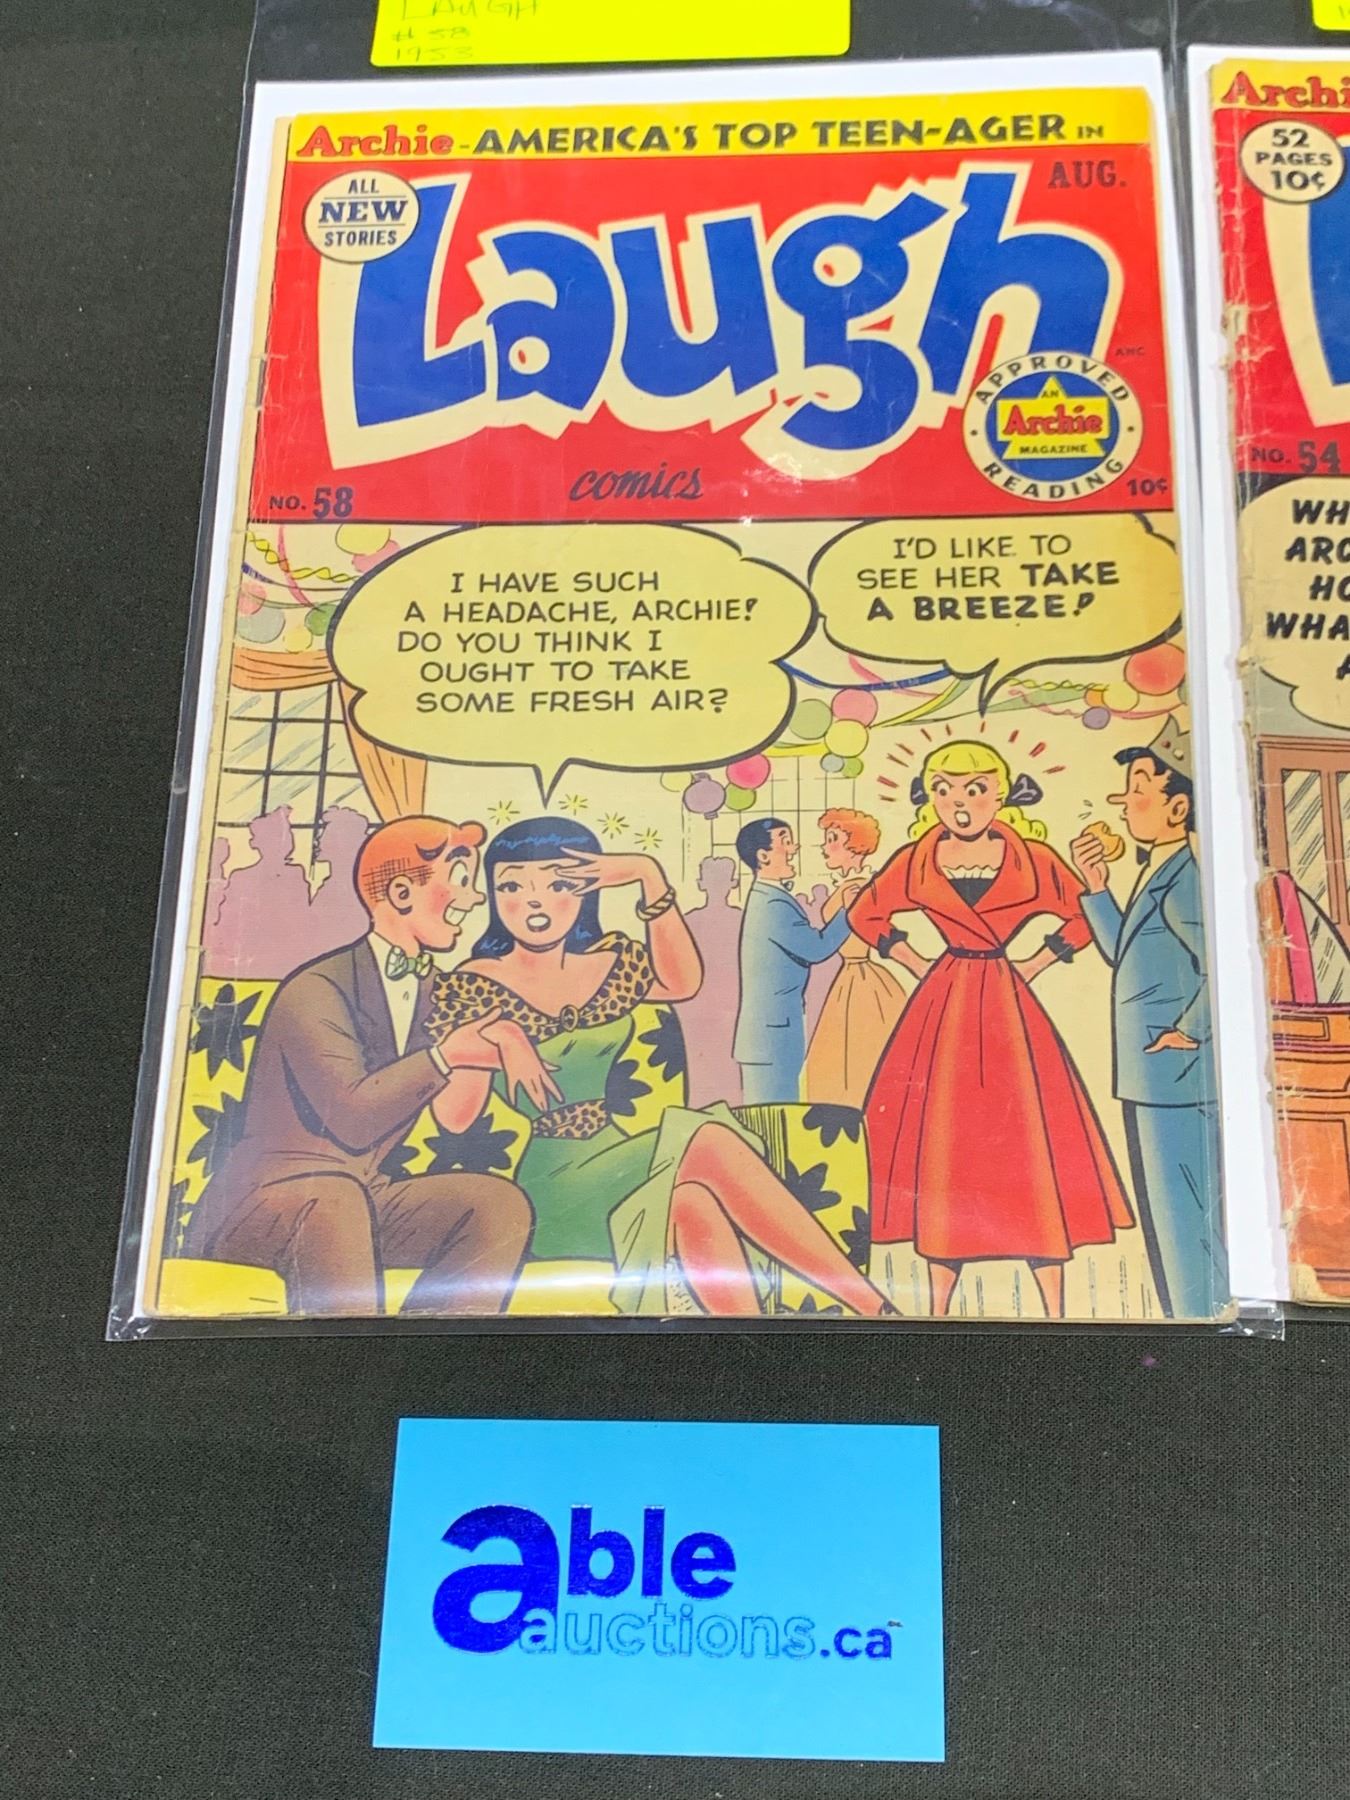 LAUGH
# 58
1953
Archie - AMERICA'S TOP TEEN-AGER IN
ALL
NEW
STORIES
Laugh
AUG.
AHC
APPROVED READING
AN
Archie
MAGAZINE
comics
NO. 58
10¢
I HAVE SUCH
A HEADACHE, ARCHIE!
DO YOU THINK I
OUGHT TO TAKE
SOME FRESH AIR?
I'D LIKE TO
SEE HER TAKE
A BREEZE!
Archi
52
PAGES
10¢
NO. 54
WH
ARC
HO
WHA
A
able
auctions.ca